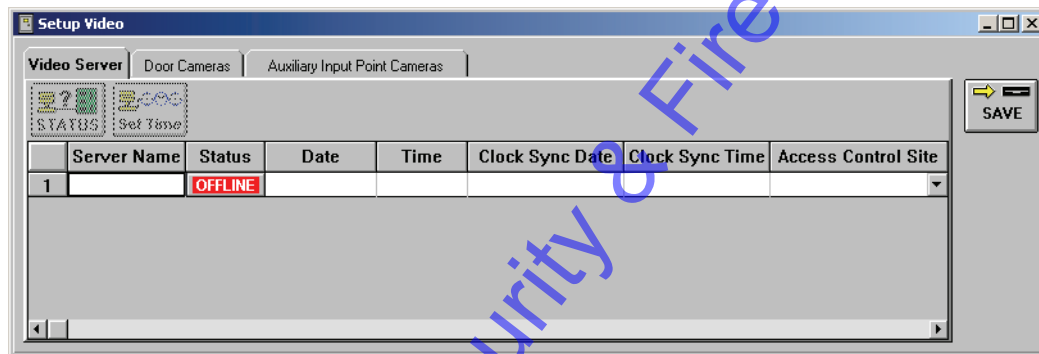 Setup Video
Video Server Door Cameras Auxiliary Input Point Cameras
? STATUS Set Time
SAVE
Server Name Status Date Time Clock Sync Date Clock Sync Time Access Control Site
1 OFFLINE
urity & Fire